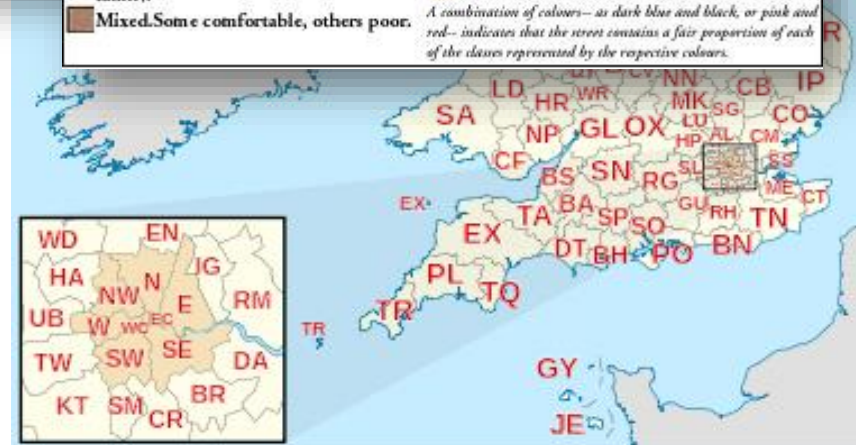 Mixed.Some comfortable, others poor.
A combination of colours-- as dark blue and black, or pink and
red-- indicates that the street contains a fair proportion of each
of the classes represented by the respective colours.
R
LD HR WR NN CB IP
SA MK SG CO
NP GL OX LU HP AL CM
CF BS SN RG SL SS
EX BA GU RH ME CT
EX TA SP SO TN
DT BH PO BN
PL TQ
TR
TR
GY
JE
WD EN
HA IG
NW N E RM
UB W WC EC
TW SW SE DA
KT SM CR BR